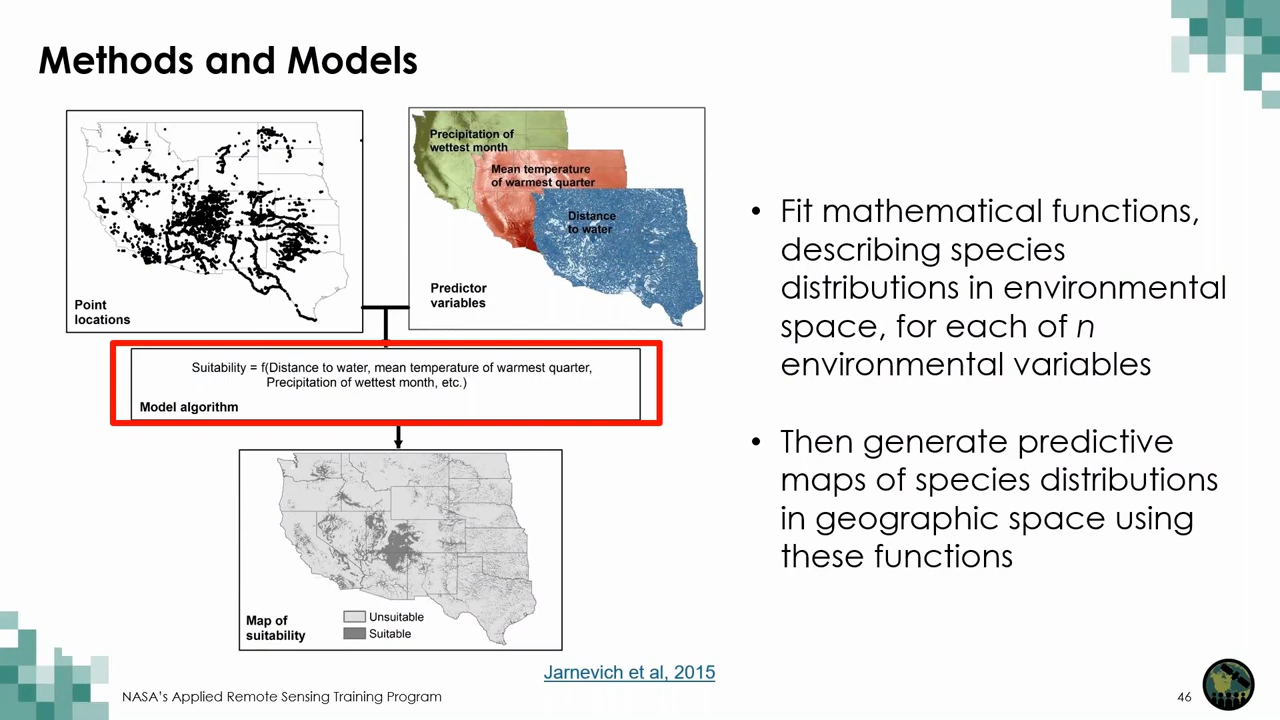 Methods and Models
Point
locations
Precipitation of
wettest month
Mean temperature
of warmest quarter
Distance
to water
Predictor
variables
Suitability = f(Distance to water, mean temperature of warmest quarter,
Precipitation of wettest month, etc.)
Model algorithm
Map of
suitability
Unsuitable
Suitable
• Fit mathematical functions,
describing species
distributions in environmental
space, for each of n
environmental variables
• Then generate predictive
maps of species distributions
in geographic space using
these functions
Jarnevich et al, 2015
NASA's Applied Remote Sensing Training Program
46